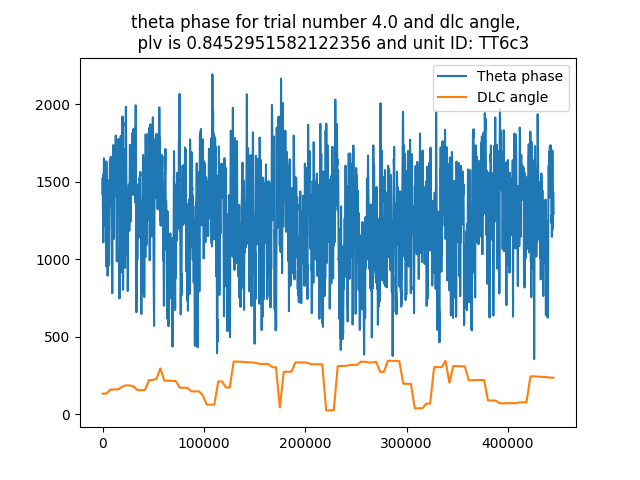 theta phase for trial number 4.0 and dlc angle,
plv is 0.8452951582122356 and unit ID: TT6c3
Theta phase
DLC angle
2000
1500
1000
500
0
0
100000
200000
300000
400000